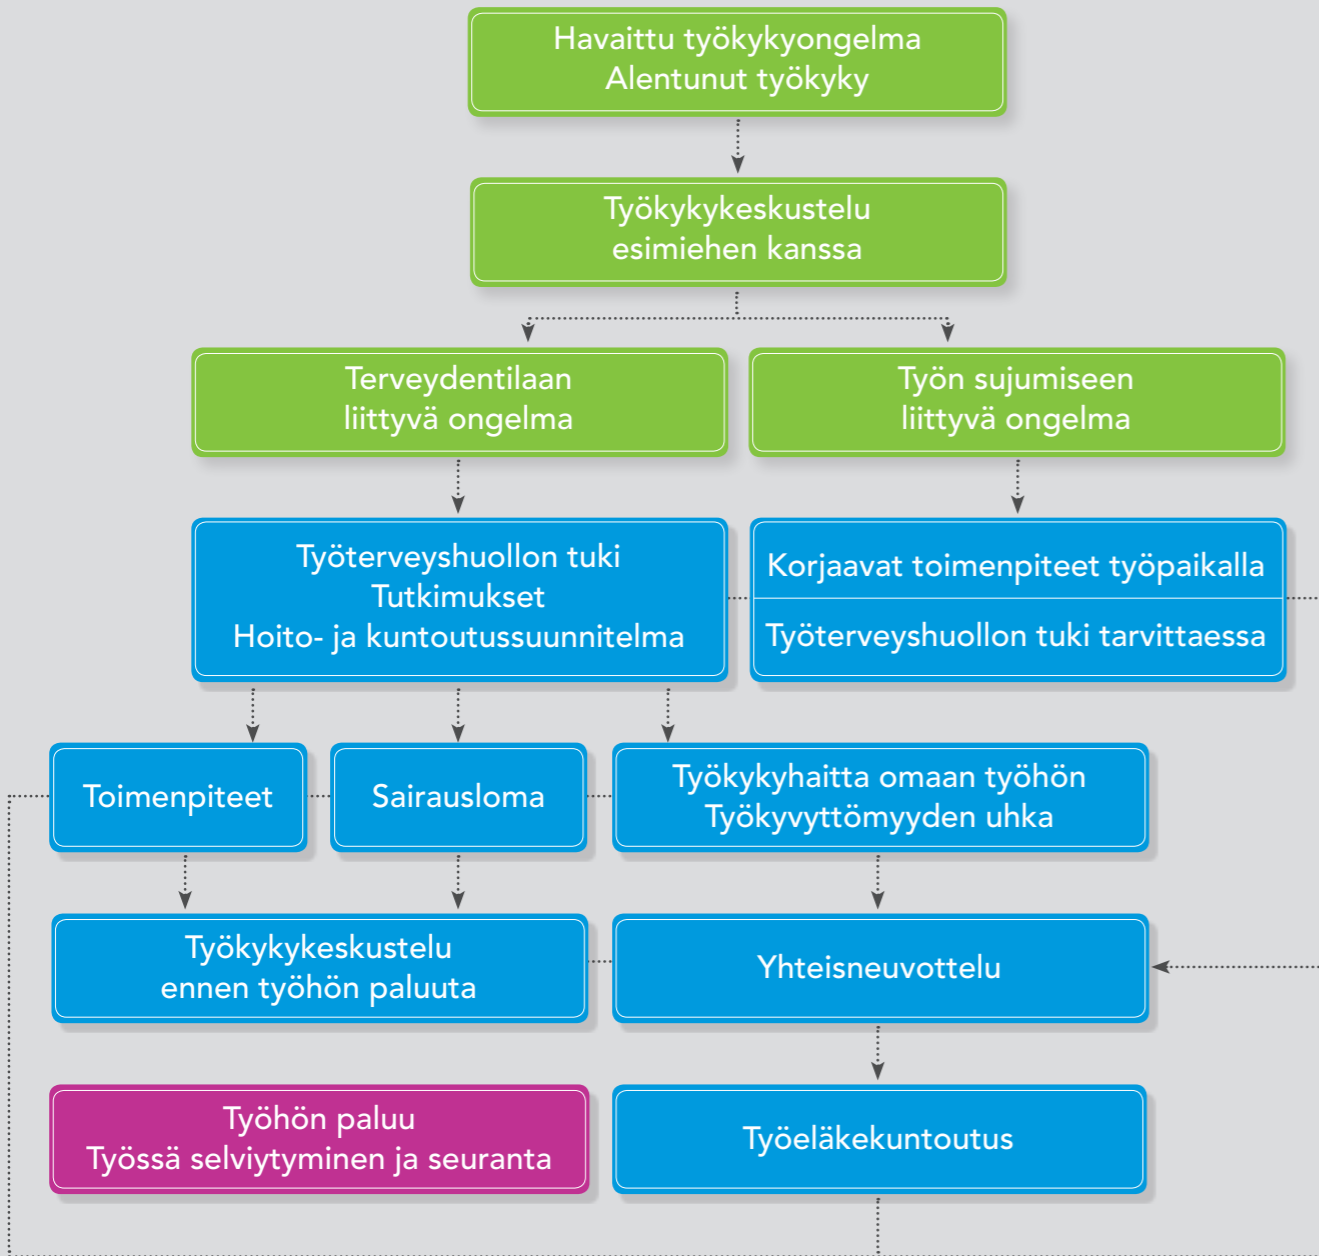 Havaittu työkykyongelma
Alentunut työkyky
Työkykykeskustelu
esimiehen kanssa
Terveydentilaan
liittyvä ongelma
Työn sujumiseen
liittyvä ongelma
Työterveyshuollon tuki
Tutkimukset
Hoito- ja kuntoutussuunnitelma
Korjaavat toimenpiteet työpaikalla
Työterveyshuollon tuki tarvittaessa
Toimenpiteet
Sairausloma
Työkykyhaitta omaan työhön
Työkyvyttömyyden uhka
Työkykykeskustelu
ennen työhön paluuta
Yhteisneuvottelu
Työhön paluu
Työssä selviytyminen ja seuranta
Työeläkekuntoutus